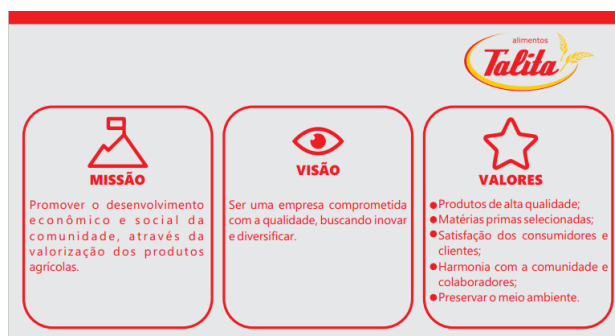 alimentos
Talita
MISSÃO
Promover o desenvolvimento
econômico e social da
comunidade, através da
valorização dos produtos
agrícolas.
VISÃO
Ser uma empresa comprometida
com a qualidade, buscando inovar
e diversificar.
VALORES
●Produtos de alta qualidade;
●Matérias primas selecionadas;
●Satisfação dos consumidores e
clientes;
●Harmonia com a comunidade e
colaboradores;
●Preservar o meio ambiente.